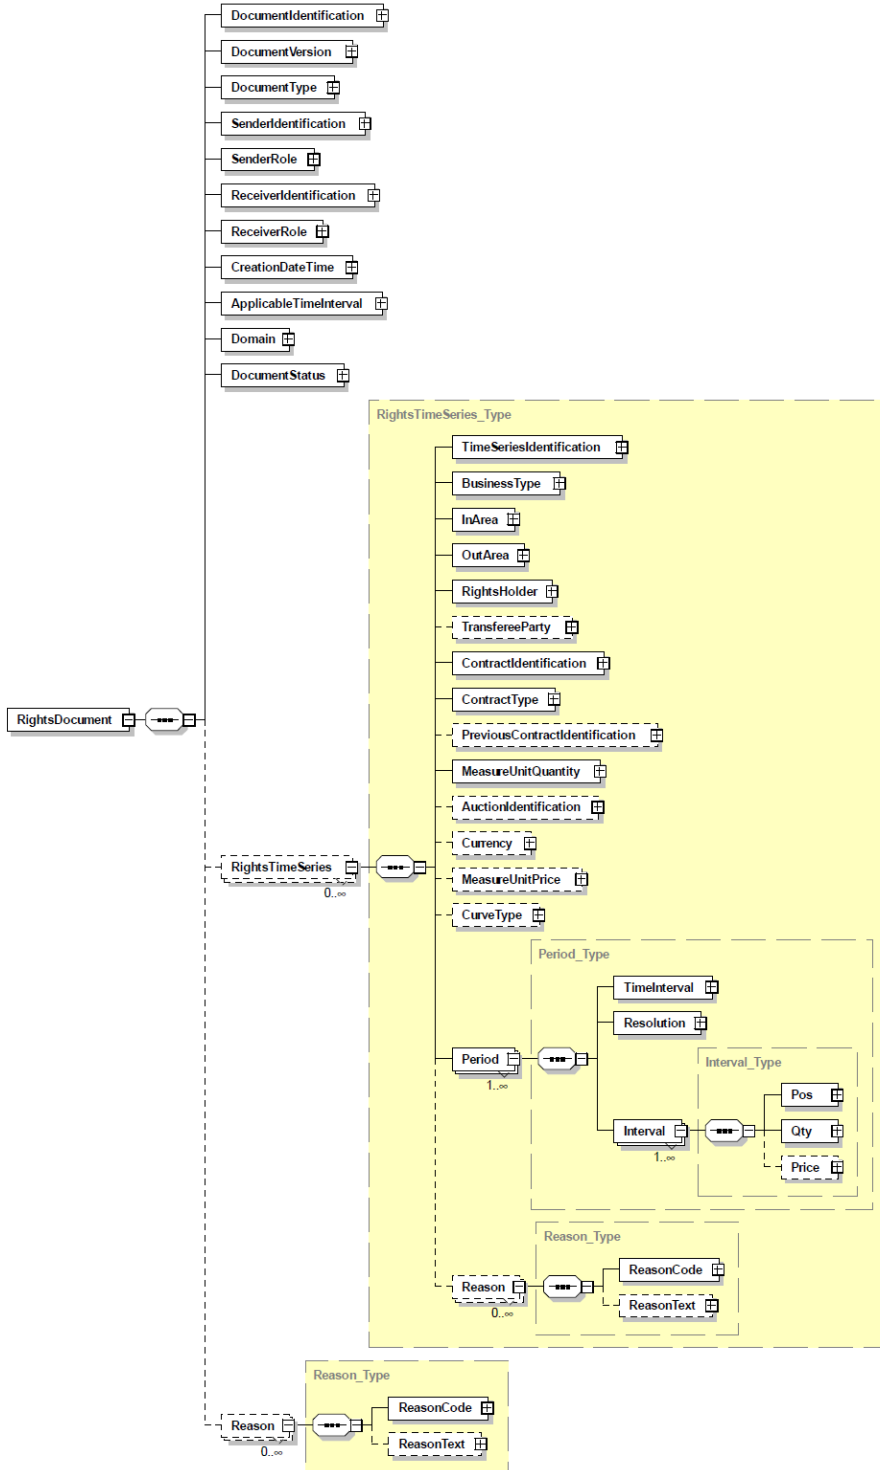 DocumentIdentification
DocumentVersion
DocumentType
SenderIdentification
SenderRole
ReceiverIdentification
ReceiverRole
CreationDateTime
ApplicableTimeInterval
Domain
DocumentStatus
RightsTimeSeries_Type
TimeSeriesIdentification
BusinessType
InArea
OutArea
RightsHolder
TransfereeParty
ContractIdentification
ContractType
RightsDocument
PreviousContractIdentification
MeasureUnitQuantity
AuctionIdentification
Currency
RightsTimeSeries
0..∞
MeasureUnitPrice
CurveType
Period_Type
TimeInterval
Resolution
Period
1..∞
Interval_Type
Pos
Interval
1..∞
Qty
Price
Reason_Type
ReasonCode
Reason
0..∞
ReasonText
Reason_Type
ReasonCode
Reason
0..∞
ReasonText